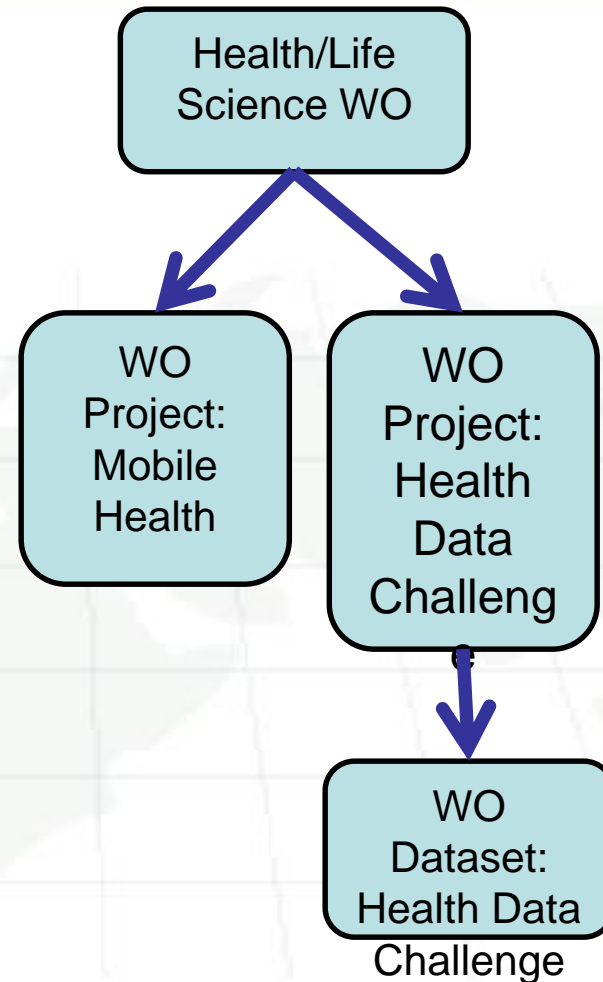 Health/Life
Science WO
WO
Project:
Mobile
Health
WO
Project:
Health
Data
Challeng
e
WO
Dataset:
Health Data
Challenge